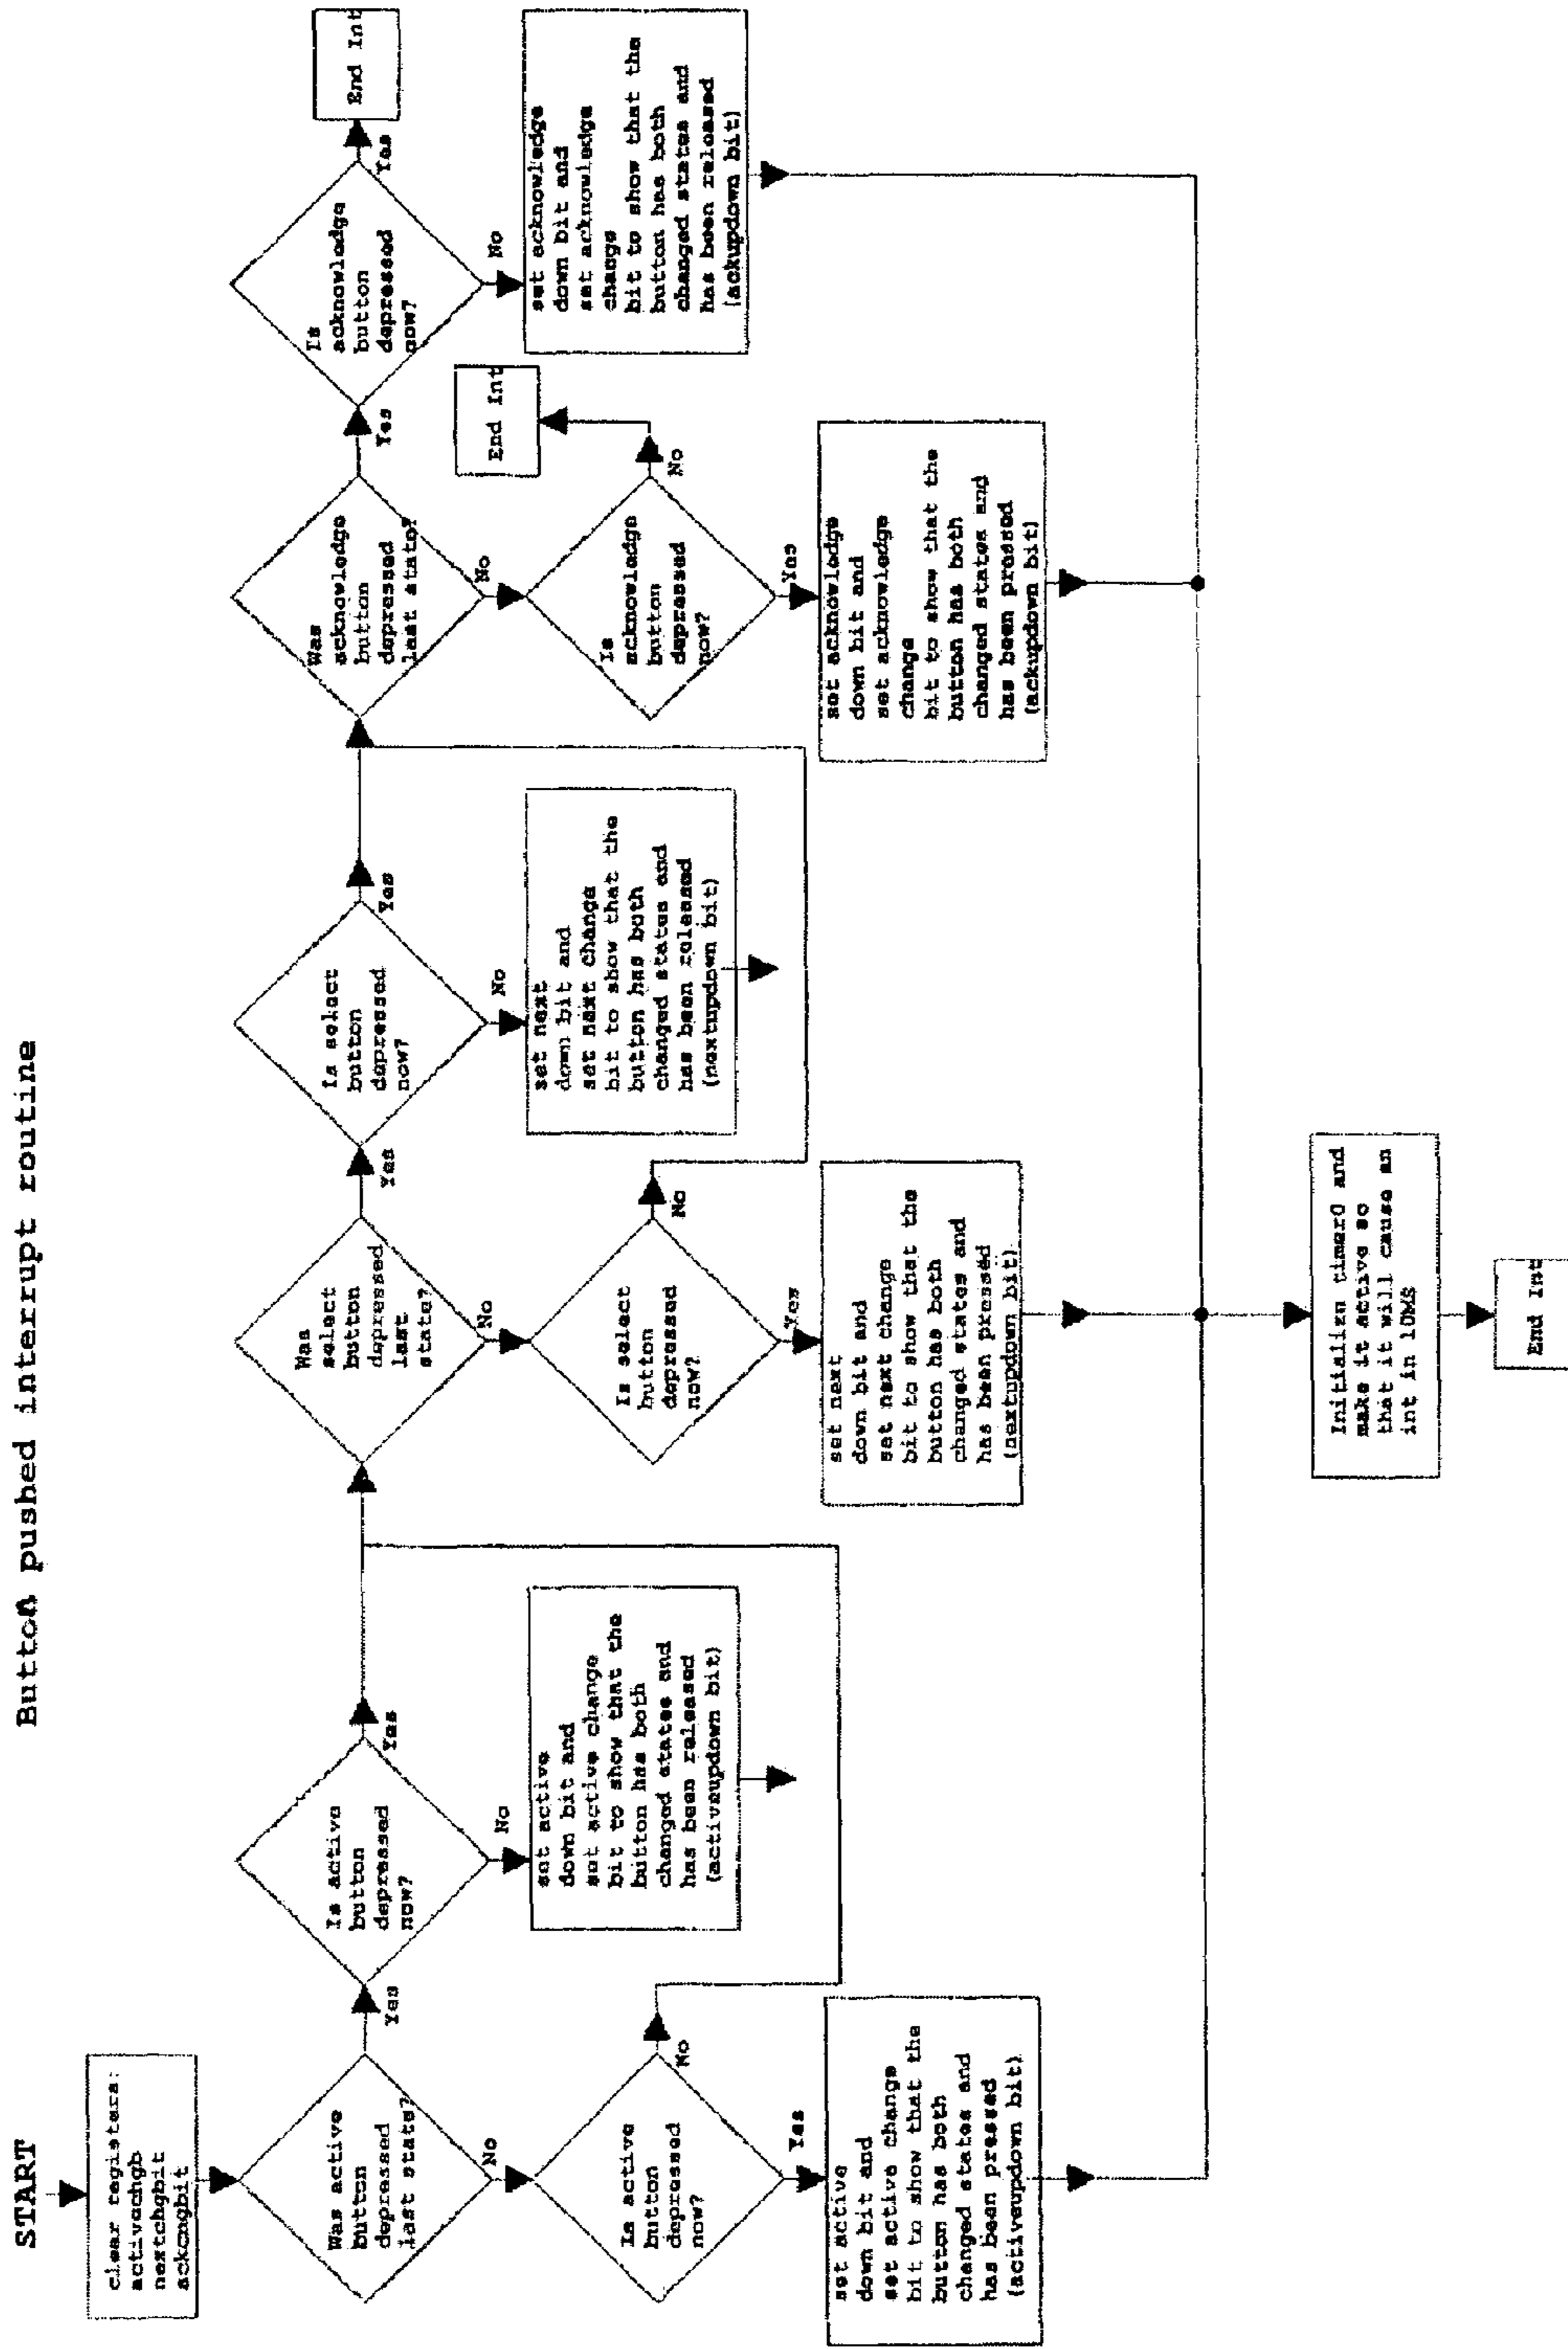 Button pushed interrupt routine
START
clear registers:
activechgb
nextchgbit
ackcngbit
Was active
button
depressed
last state?
Yes
No
Is active
button
depressed
now?
Yes
No
set active
down bit and
set active change
bit to show that the
button has both
changed states and
has been released
(activeupdown bit)
Is active
button
depressed
now?
No
Yes
set active
down bit and
set active change
bit to show that the
button has both
changed states and
has been pressed
(activeupdown bit)
Was
select
button
depressed
last
state?
Yes
No
Is select
button
depressed
now?
Yes
No
set next
down bit and
set next change
bit to show that the
button has both
changed states and
has been released
(nextupdown bit)
Is select
button
depressed
now?
No
Yes
set next
down bit and
set next change
bit to show that the
button has both
changed states and
has been pressed
(nextupdown bit)
Was
acknowledge
button
depressed
last state?
Yes
No
Is
acknowledge
button
depressed
now?
Yes
End Int
No
set acknowledge
down bit and
set acknowledge
change
bit to show that the
button has both
changed states and
has been released
(ackupdown bit)
Is
acknowledge
button
depressed
now?
No
End Int
Yes
set acknowledge
down bit and
set acknowledge
change
bit to show that the
button has both
changed states and
has been pressed
(ackupdown bit)
Initialize timer0 and
make it active so
that it will cause an
int in 10MS
End Int